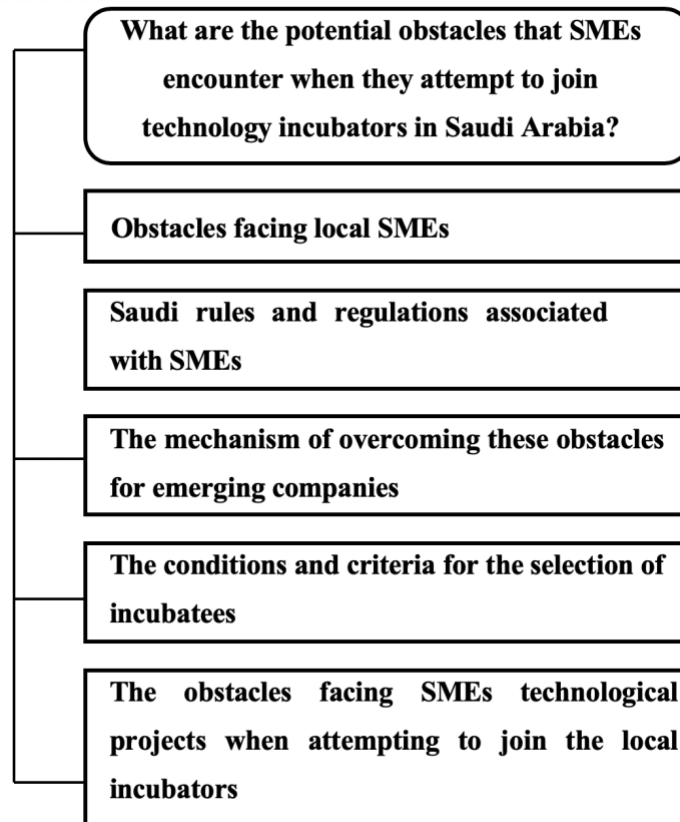 What are the potential obstacles that SMEs
encounter when they attempt to join
technology incubators in Saudi Arabia?
Obstacles facing local SMEs
Saudi rules and regulations associated
with SMEs
The mechanism of overcoming these obstacles
for emerging companies
The conditions and criteria for the selection of
incubatees
The obstacles facing SMEs technological
projects when attempting to join the local
incubators